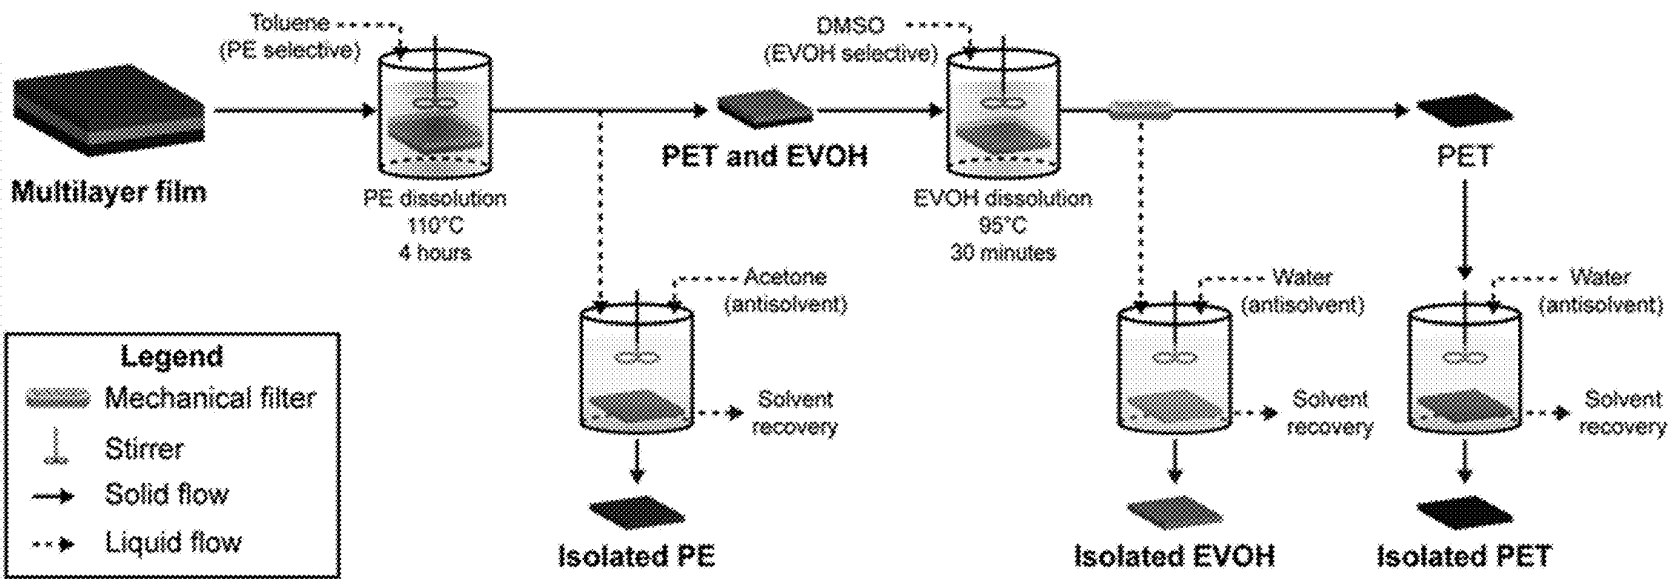 Toluene
(PE selective)
DMSO
(EVOH selective)
Multilayer film
PE dissolution
110°C
4 hours
PET and EVOH
EVOH dissolution
95°C
30 minutes
PET
Acetone
(antisolvent)
Water
(antisolvent)
Water
(antisolvent)
Solvent
recovery
Solvent
recovery
Solvent
recovery
Isolated PE
Isolated EVOH
Isolated PET
Legend
Mechanical filter
Stirrer
Solid flow
Liquid flow